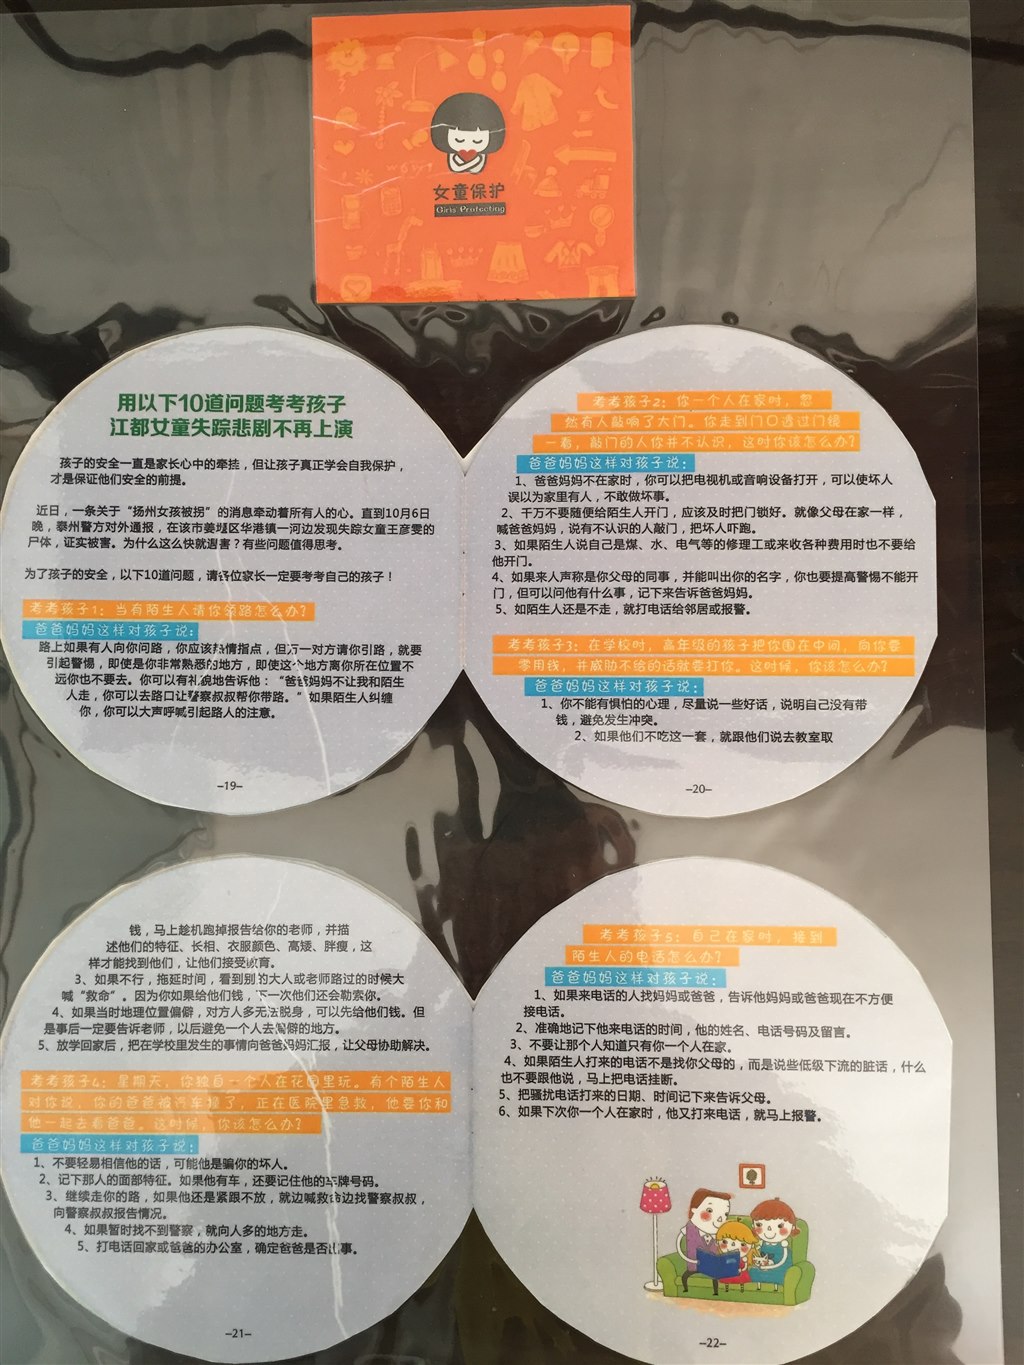 女童保护
Girls Protecting
用以下10道问题考考孩子
江都女童失踪悲剧不再上演
孩子的安全一直是家长心中的牵挂，但让孩子真正学会自我保护，
才是保证他们安全的前提。
近日，一条关于“扬州女孩被拐”的消息牵动着所有人的心。直到10月6日
晚，泰州警方对外通报，在该市姜堰区华港镇一河边发现失踪女童王彦雯的
尸体，证实被害。为什么这么快就遇害？有些问题值得思考。
为了孩子的安全，以下10道问题，请各位家长一定要考考自己的孩子！
考考孩子1：当有陌生人请你领路怎么办？
爸爸妈妈这样对孩子说：
路上如果有人向你问路，你应该热情指点，但万一对方请你引路，就要
引起警惕，即使是你非常熟悉的地方，即使这个地方离你所在位置不
远你也不要去。你可以有礼貌地告诉他：“爸爸妈妈不让我和陌生
人走，你可以去路口让警察叔叔帮你带路。”如果陌生人纠缠
你，你可以大声呼喊引起路人的注意。
–19–
考考孩子2：你一个人在家时，忽
然有人敲响了大门。你走到门口透过门镜
一看，敲门的人你并不认识，这时你该怎么办？
爸爸妈妈这样对孩子说：
1、爸爸妈妈不在家时，你可以把电视机或音响设备打开，可以使坏人
误以为家里有人，不敢做坏事。
2、千万不要随便给陌生人开门，应该及时把门锁好。就像父母在家一样，
喊爸爸妈妈，说有不认识的人敲门，把坏人吓跑。
3、如果陌生人说自己是煤、水、电气等的修理工或来收各种费用时也不要给
他开门。
4、如果来人声称是你父母的同事，并能叫出你的名字，你也要提高警惕不能开
门，但可以问他有什么事，记下来告诉爸爸妈妈。
5、如陌生人还是不走，就打电话给邻居或报警。
考考孩子3：在学校时，高年级的孩子把你围在中间，向你要
零用钱，并威胁不给的话就要打你。这时候，你该怎么办？
爸爸妈妈这样对孩子说：
1、你不能有惧怕的心理，尽量说一些好话，说明自己没有带
钱，避免发生冲突。
2、如果他们不吃这一套，就跟他们说去教室取
–20–
钱，马上趁机跑掉报告给你的老师，并描
述他们的特征、长相、衣服颜色、高矮、胖瘦，这
样才能找到他们，让他们接受教育。
3、如果不行，拖延时间，看到别的大人或老师路过的时候大
喊“救命”。因为你如果给他们钱，下一次他们还会勒索你。
4、如果当时地理位置偏僻，对方人多无法脱身，可以先给他们钱。但
是事后一定要告诉老师，以后避免一个人去偏僻的地方。
5、放学回家后，把在学校里发生的事情向爸爸妈妈汇报，让父母协助解决。
考考孩子4：星期天，你独自一个人在花园里玩。有个陌生人
对你说，你的爸爸被汽车撞了，正在医院里急救，他要你和
他一起去看爸爸。这时候，你该怎么办？
爸爸妈妈这样对孩子说：
1、不要轻易相信他的话，可能他是骗你的坏人。
2、记下那人的面部特征。如果他有车，还要记住他的车牌号码。
3、继续走你的路，如果他还是紧跟不放，就边喊救命边找警察叔叔，
向警察叔叔报告情况。
4、如果暂时找不到警察，就向人多的地方走。
5、打电话回家或爸爸的办公室，确定爸爸是否出事。
–21–
考考孩子5：自己在家时，接到
陌生人的电话怎么办？
爸爸妈妈这样对孩子说：
1、如果来电话的人找妈妈或爸爸，告诉他妈妈或爸爸现在不方便
接电话。
2、准确地记下他来电话的时间，他的姓名、电话号码及留言。
3、不要让那个人知道只有你一个人在家。
4、如果陌生人打来的电话不是找你父母的，而是说些低级下流的脏话，什么
也不要跟他说，马上把电话挂断。
5、把骚扰电话打来的日期、时间记下来告诉父母。
6、如果下次你一个人在家时，他又打来电话，就马上报警。
–22–